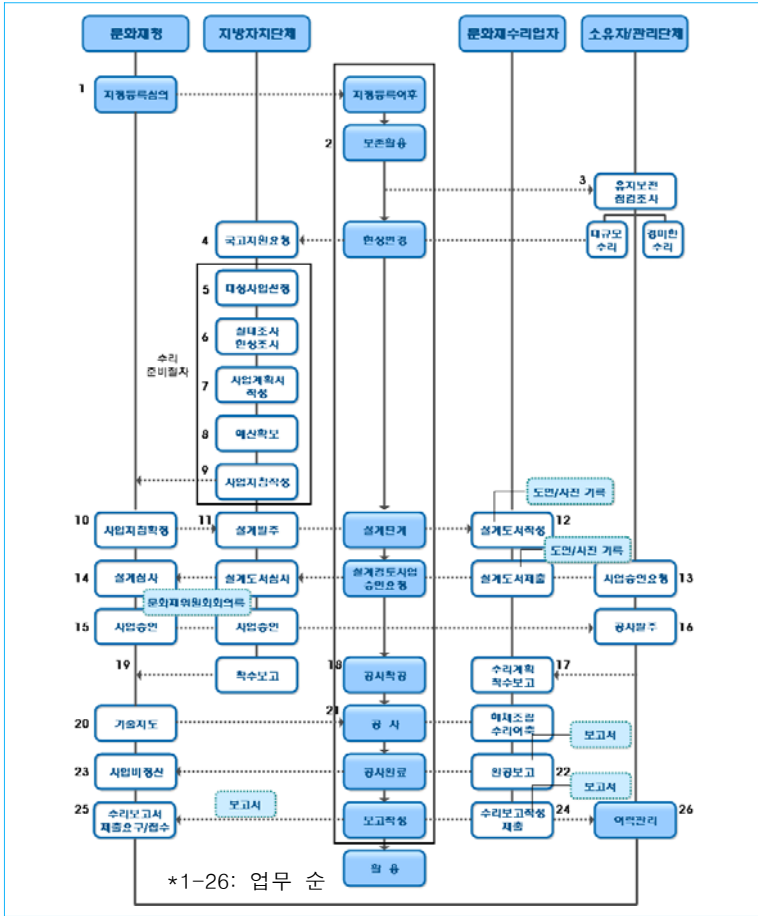 문화재청
지방자치단체
문화재수리업자
소유자/관리단체
1
지정등록심의
지정등록이후
2
보존활용
3
유지보전
점검조사
4
국고지원요청
현상변경
대규모
수리
경미한
수리
5
대상사업선정
6
실태조사
현상조사
수리
준비절차
7
사업계획서
작성
8
예산확보
9
사업지침작성
도면/사진 기록
10
사업지침확정
11
설계발주
설계단계
설계도서작성
12
도면/사진 기록
14
설계심사
설계도서심사
설계검토사업
승인요청
설계도서제출
사업승인요청
13
문화재위원회회의록
15
사업승인
사업승인
공사발주
16
19
착수보고
18
공사착공
수리계획
착수보고
17
20
기술지도
21
공 사
해체조립
수리이축
보고서
23
사업비정산
공사완료
완공보고
22
보고서
보고서
25
수리보고서
제출요구/접수
보고작성
수리보고작성
제출
24
이력관리
26
활 용
*1-26: 업무 순